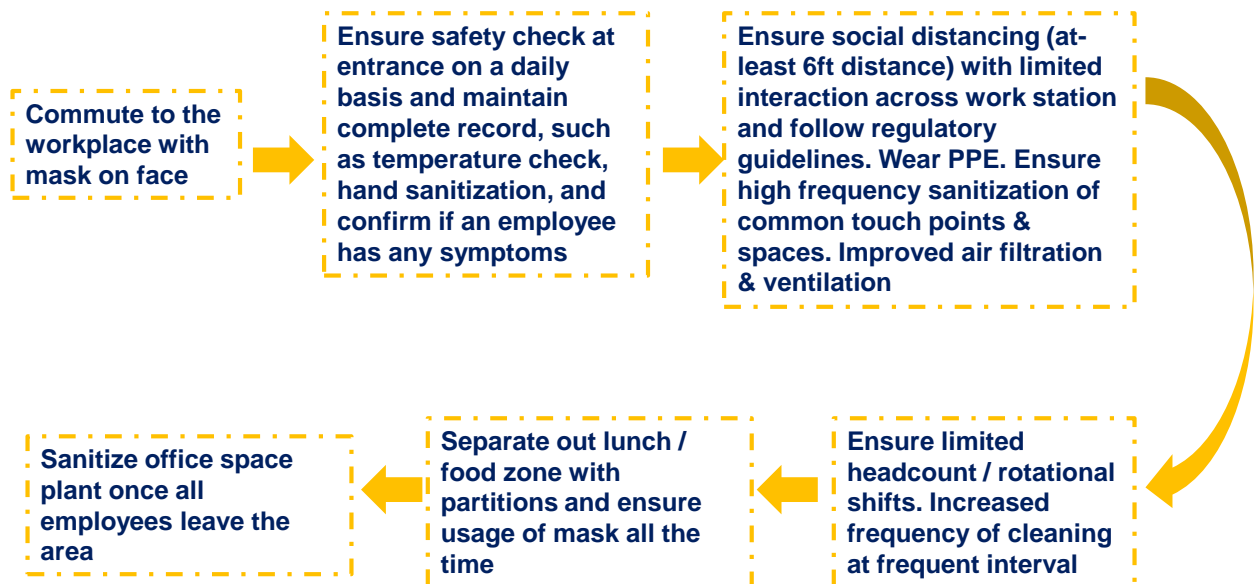 Commute to the
workplace with
mask on face
Ensure safety check at
entrance on a daily
basis and maintain
complete record, such
as temperature check,
hand sanitization, and
confirm if an employee
has any symptoms
Ensure social distancing (at-
least 6ft distance) with limited
interaction across work station
and follow regulatory
guidelines. Wear PPE. Ensure
high frequency sanitization of
common touch points &
spaces. Improved air filtration
& ventilation
Ensure limited
headcount / rotational
shifts. Increased
frequency of cleaning
at frequent interval
Separate out lunch /
food zone with
partitions and ensure
usage of mask all the
time
Sanitize office space
plant once all
employees leave the
area